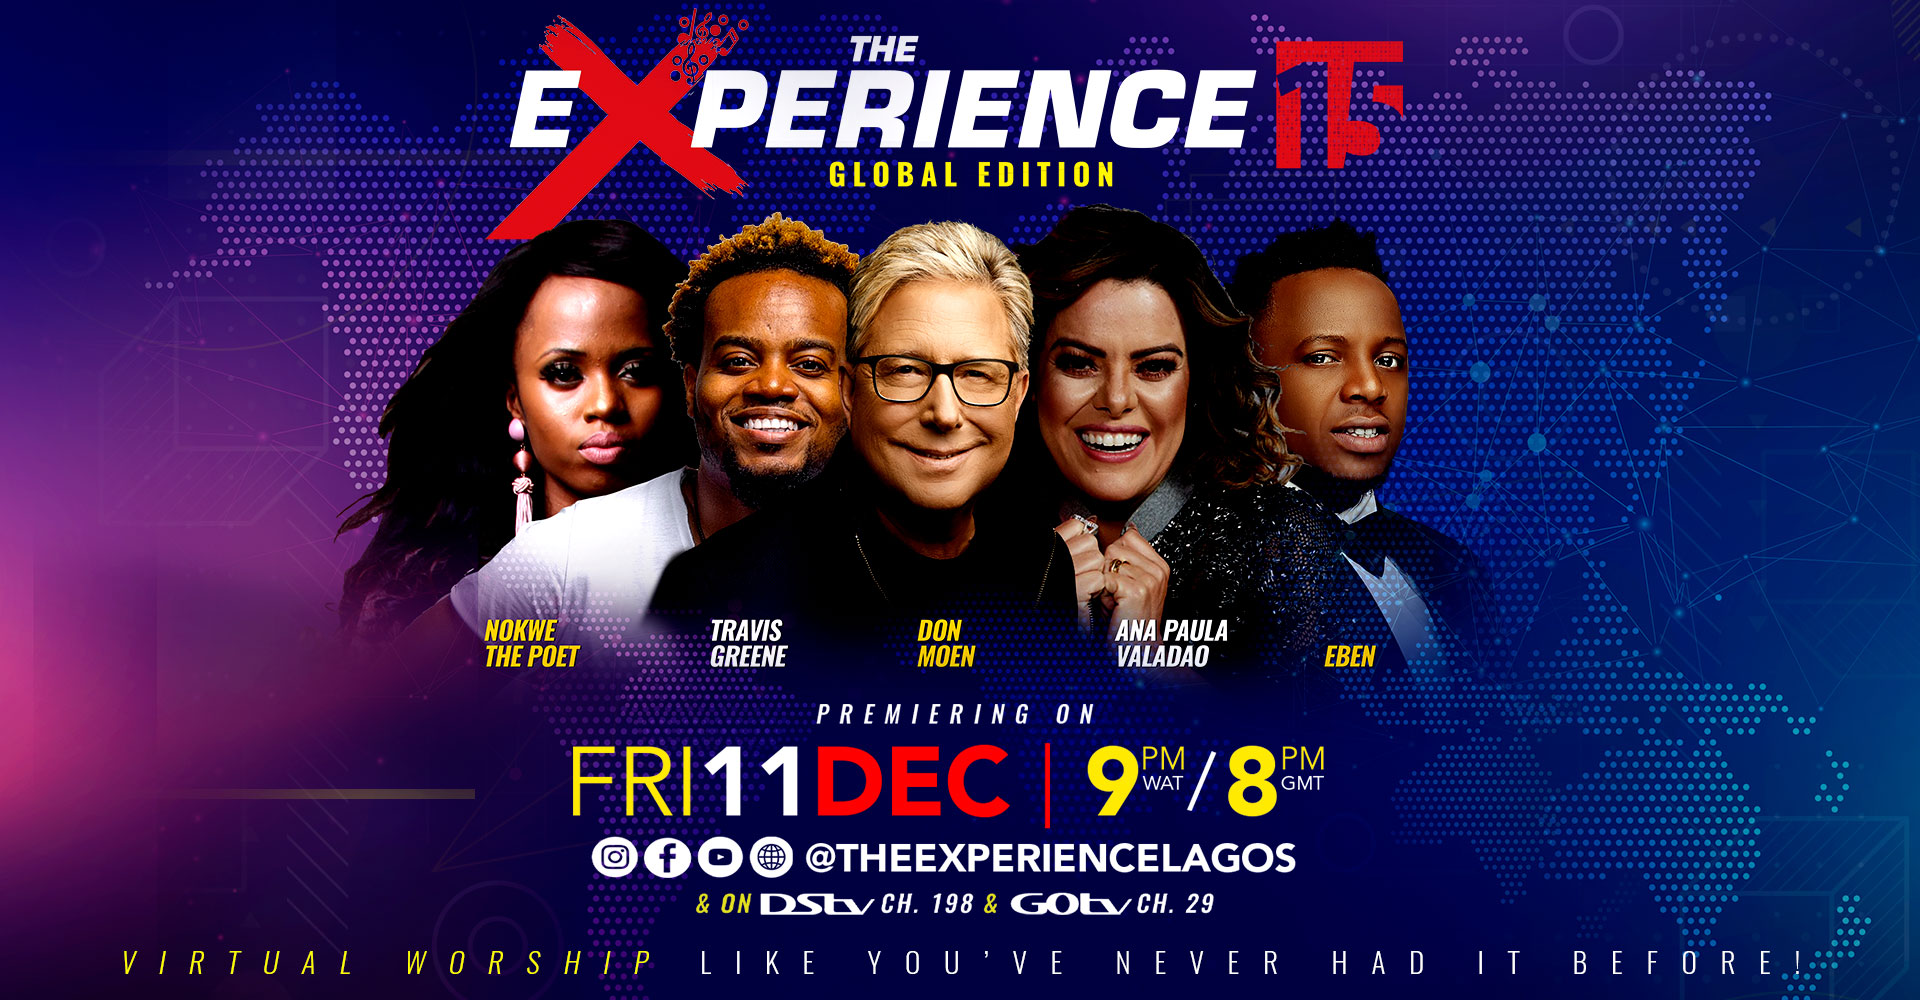 THE
EXPERIENCE 15
GLOBAL EDITION
NOKWE
THE POET
TRAVIS
GREENE
DON
MOEN
ANA PAULA
VALADAO
EBEN
PREMIERING ON
FRI 11 DEC | 9PM WAT / 8PM GMT
@THEEXPERIENCELAGOS
& ON DStv CH. 198 & GOtv CH. 29
VIRTUAL WORSHIP LIKE YOU'VE NEVER HAD IT BEFORE!